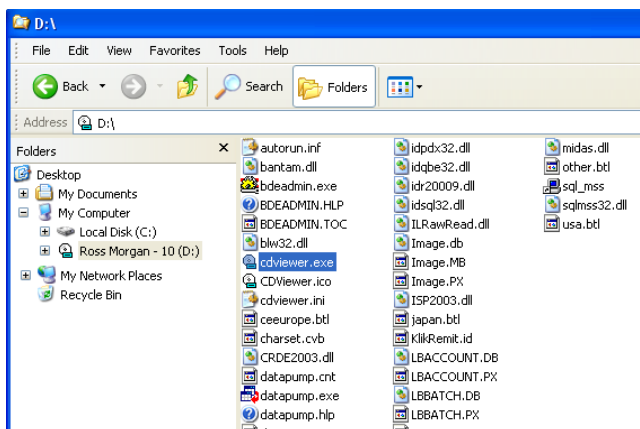 D:\
File Edit View Favorites Tools Help
Back Search Folders
Address D:\
Folders
Desktop
My Documents
My Computer
Local Disk (C:)
Ross Morgan - 10 (D:)
My Network Places
Recycle Bin
autorun.inf
bantam.dll
bdeadmin.exe
BDEADMIN.HLP
BDEADMIN.TOC
blw32.dll
cdviewer.exe
CDViewer.ico
cdviewer.ini
ceeurope.btl
charset.cvb
CRDE2003.dll
datapump.cnt
datapump.exe
datapump.hlp
idpdx32.dll
idqbe32.dll
idr20009.dll
idsql32.dll
ILRawRead.dll
Image.db
Image.MB
Image.PX
ISP2003.dll
japan.btl
KlikRemit.id
LBACCOUNT.DB
LBACCOUNT.PX
LBBATCH.DB
LBBATCH.PX
midas.dll
other.btl
sql_mss
sqlmss32.dll
usa.btl